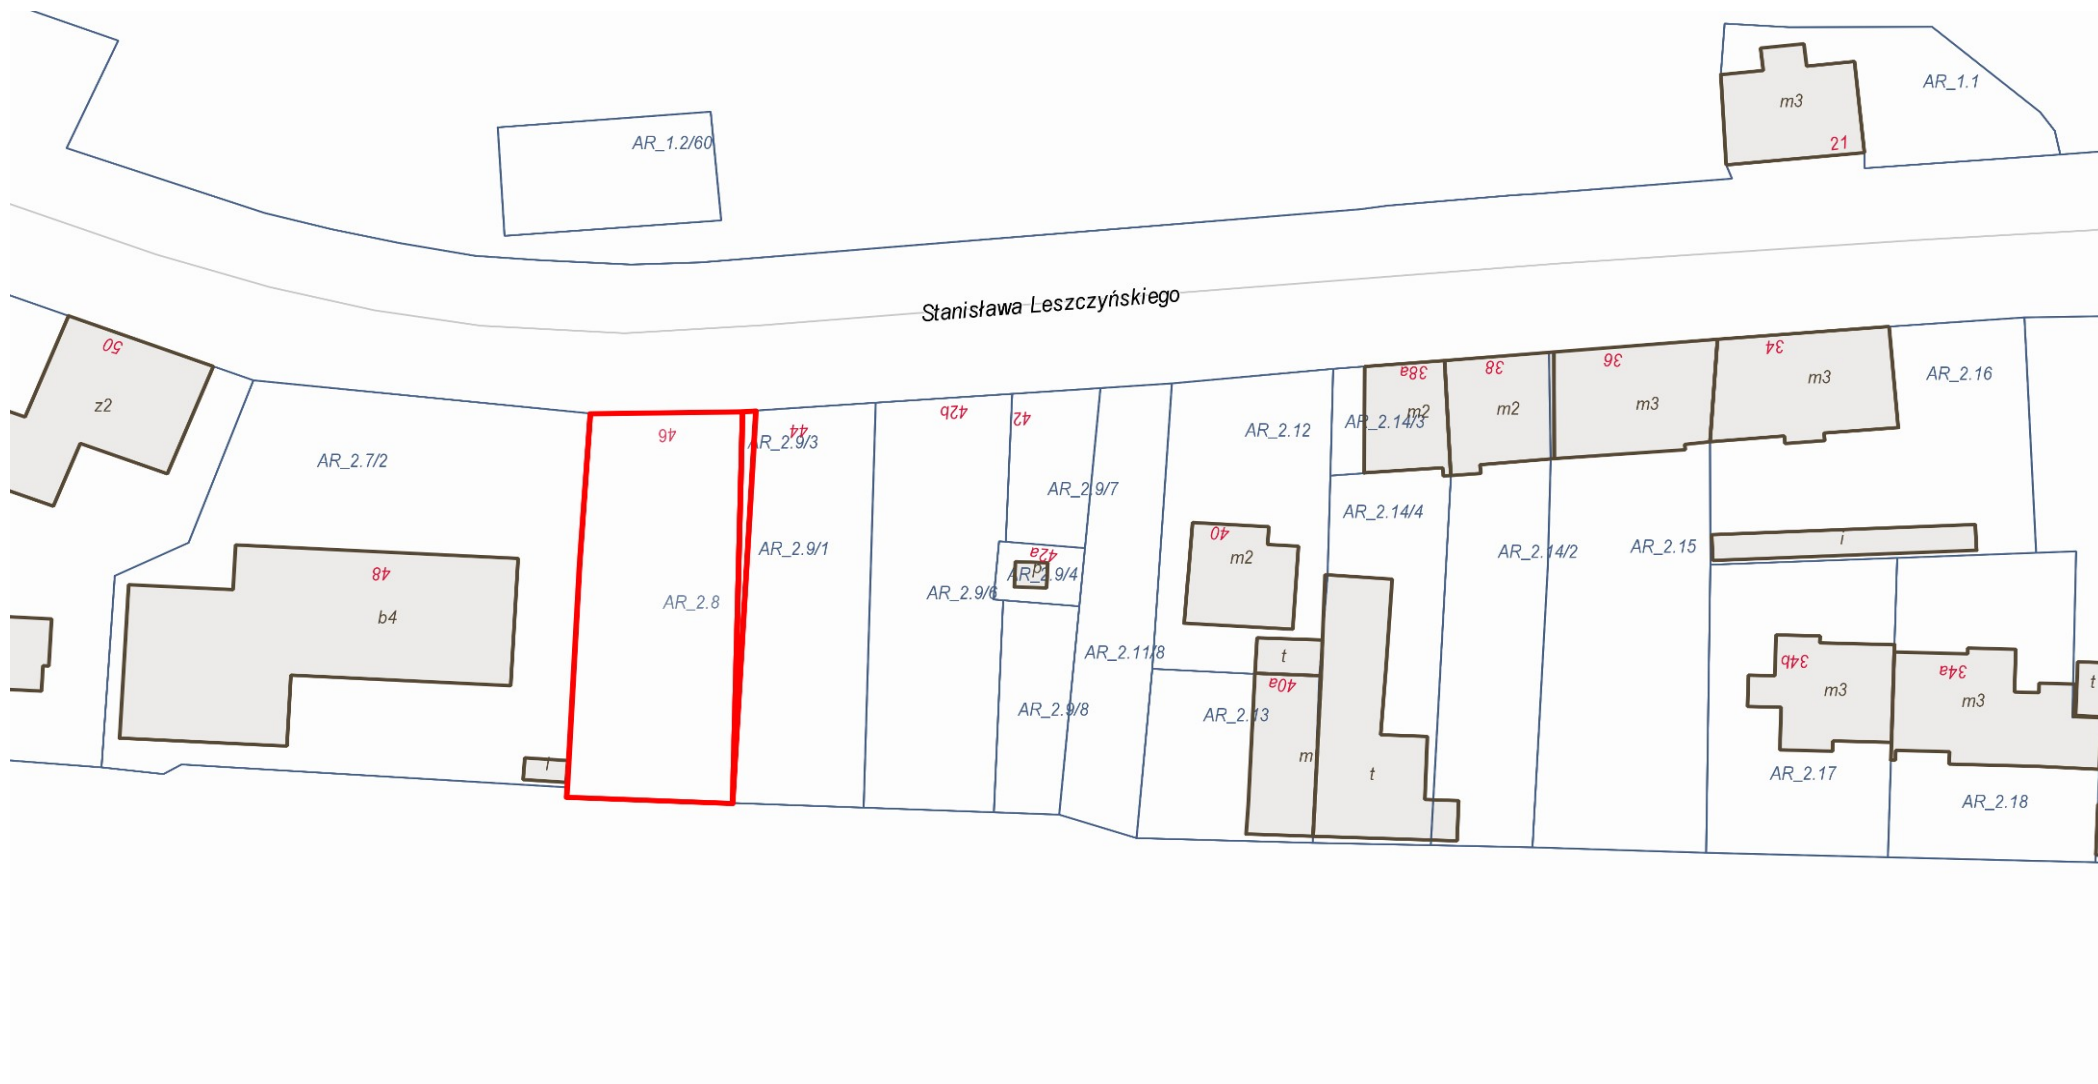 AR_1.1
m3
21
AR_1.2/60
Stanisława Leszczyńskiego
50
z2
AR_2.7/2
48
b4
i
46
AR_2.8
44
AR_2.9/3
AR_2.9/1
42b
42
AR_2.9/7
42a
p
AR_2.9/4
AR_2.9/6
AR_2.9/8
AR_2.11/8
AR_2.12
40
m2
t
40a
AR_2.13
m
t
38a
m2
AR_2.14/3
AR_2.14/4
38
m2
AR_2.14/2
36
m3
AR_2.15
34
m3
AR_2.16
i
34b
m3
AR_2.17
34a
m3
AR_2.18
t